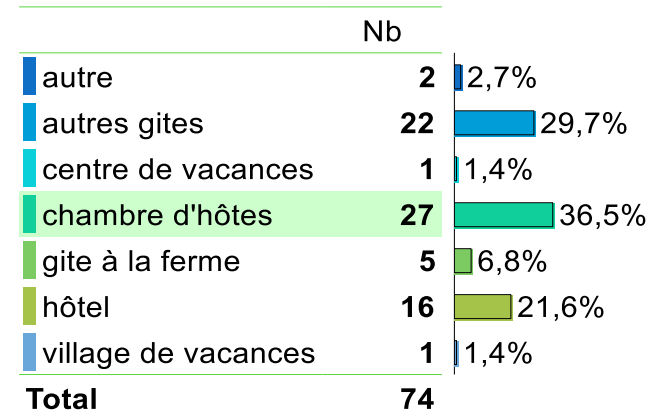 Nb
autre 2 2,7%
autres gites 22 29,7%
centre de vacances 1 1,4%
chambre d'hôtes 27 36,5%
gite à la ferme 5 6,8%
hôtel 16 21,6%
village de vacances 1 1,4%
Total 74